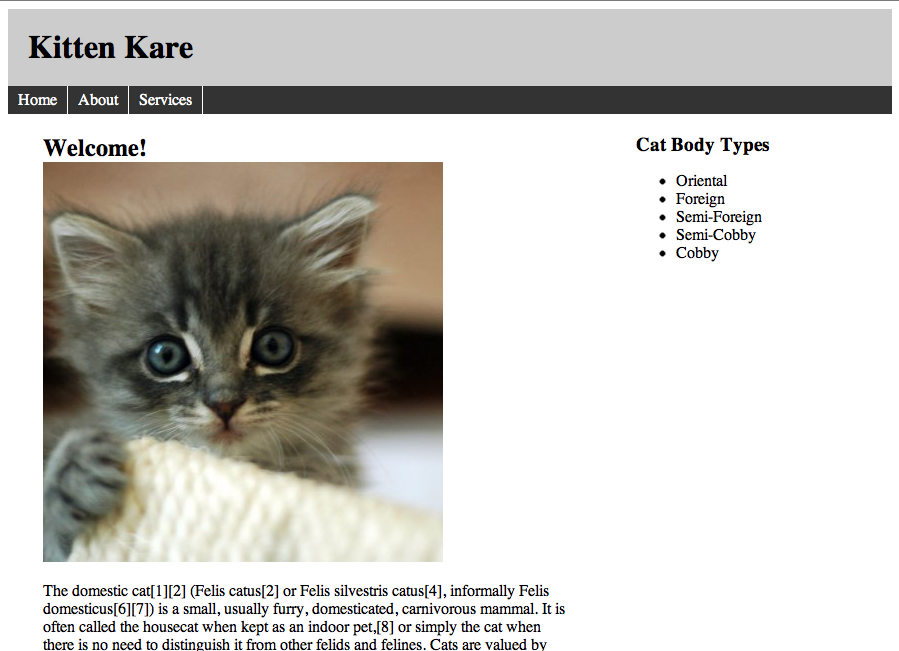 Kitten Kare
Home About Services
Welcome!
The domestic cat[1][2] (Felis catus[2] or Felis silvestris catus[4], informally Felis
domesticus[6][7]) is a small, usually furry, domesticated, carnivorous mammal. It is
often called the housecat when kept as an indoor pet,[8] or simply the cat when
there is no need to distinguish it from other felids and felines. Cats are valued by
Cat Body Types
Oriental
Foreign
Semi-Foreign
Semi-Cobby
Cobby